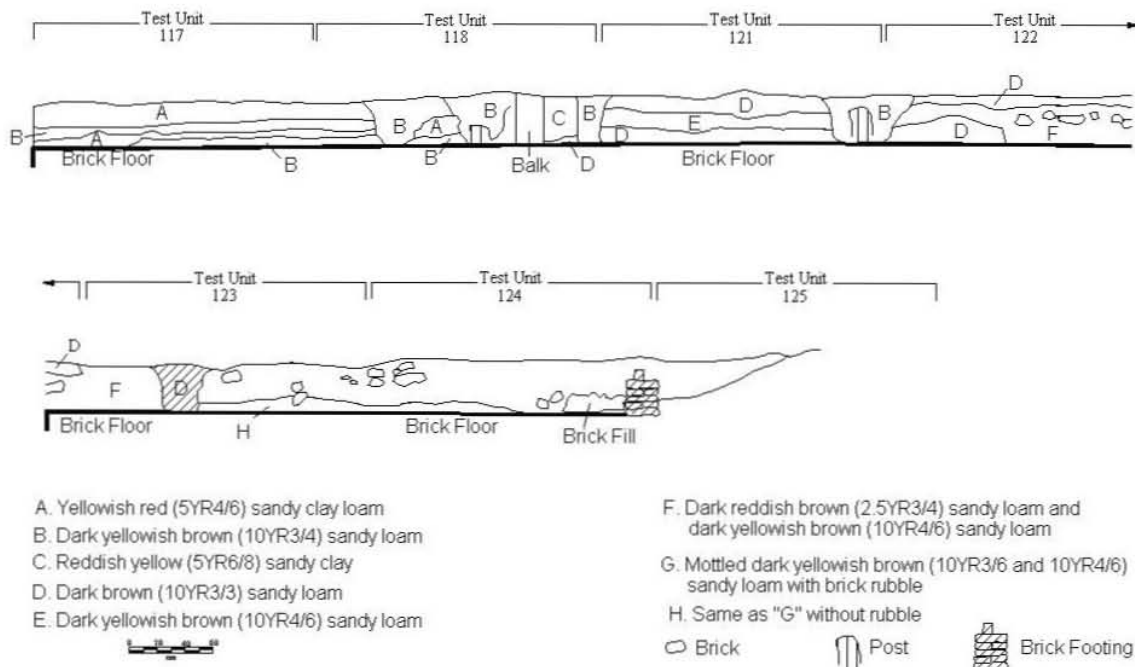 Test Unit
117
Test Unit
118
Test Unit
121
Test Unit
122
D
A
B
A
B
C
B
D
E
D
B
D
F
B
A
Brick Floor
B
B
Balk
D
Brick Floor
Test Unit
123
Test Unit
124
Test Unit
125
D
F
D
Brick Floor
H
Brick Floor
Brick Fill
A. Yellowish red (5YR4/6) sandy clay loam
B. Dark yellowish brown (10YR3/4) sandy loam
C. Reddish yellow (5YR6/8) sandy clay
D. Dark brown (10YR3/3) sandy loam
E. Dark yellowish brown (10YR4/6) sandy loam
F. Dark reddish brown (2.5YR3/4) sandy loam and
dark yellowish brown (10YR4/6) sandy loam
G. Mottled dark yellowish brown (10YR3/6 and 10YR4/6)
sandy loam with brick rubble
H. Same as "G" without rubble
Brick
Post
Brick Footing